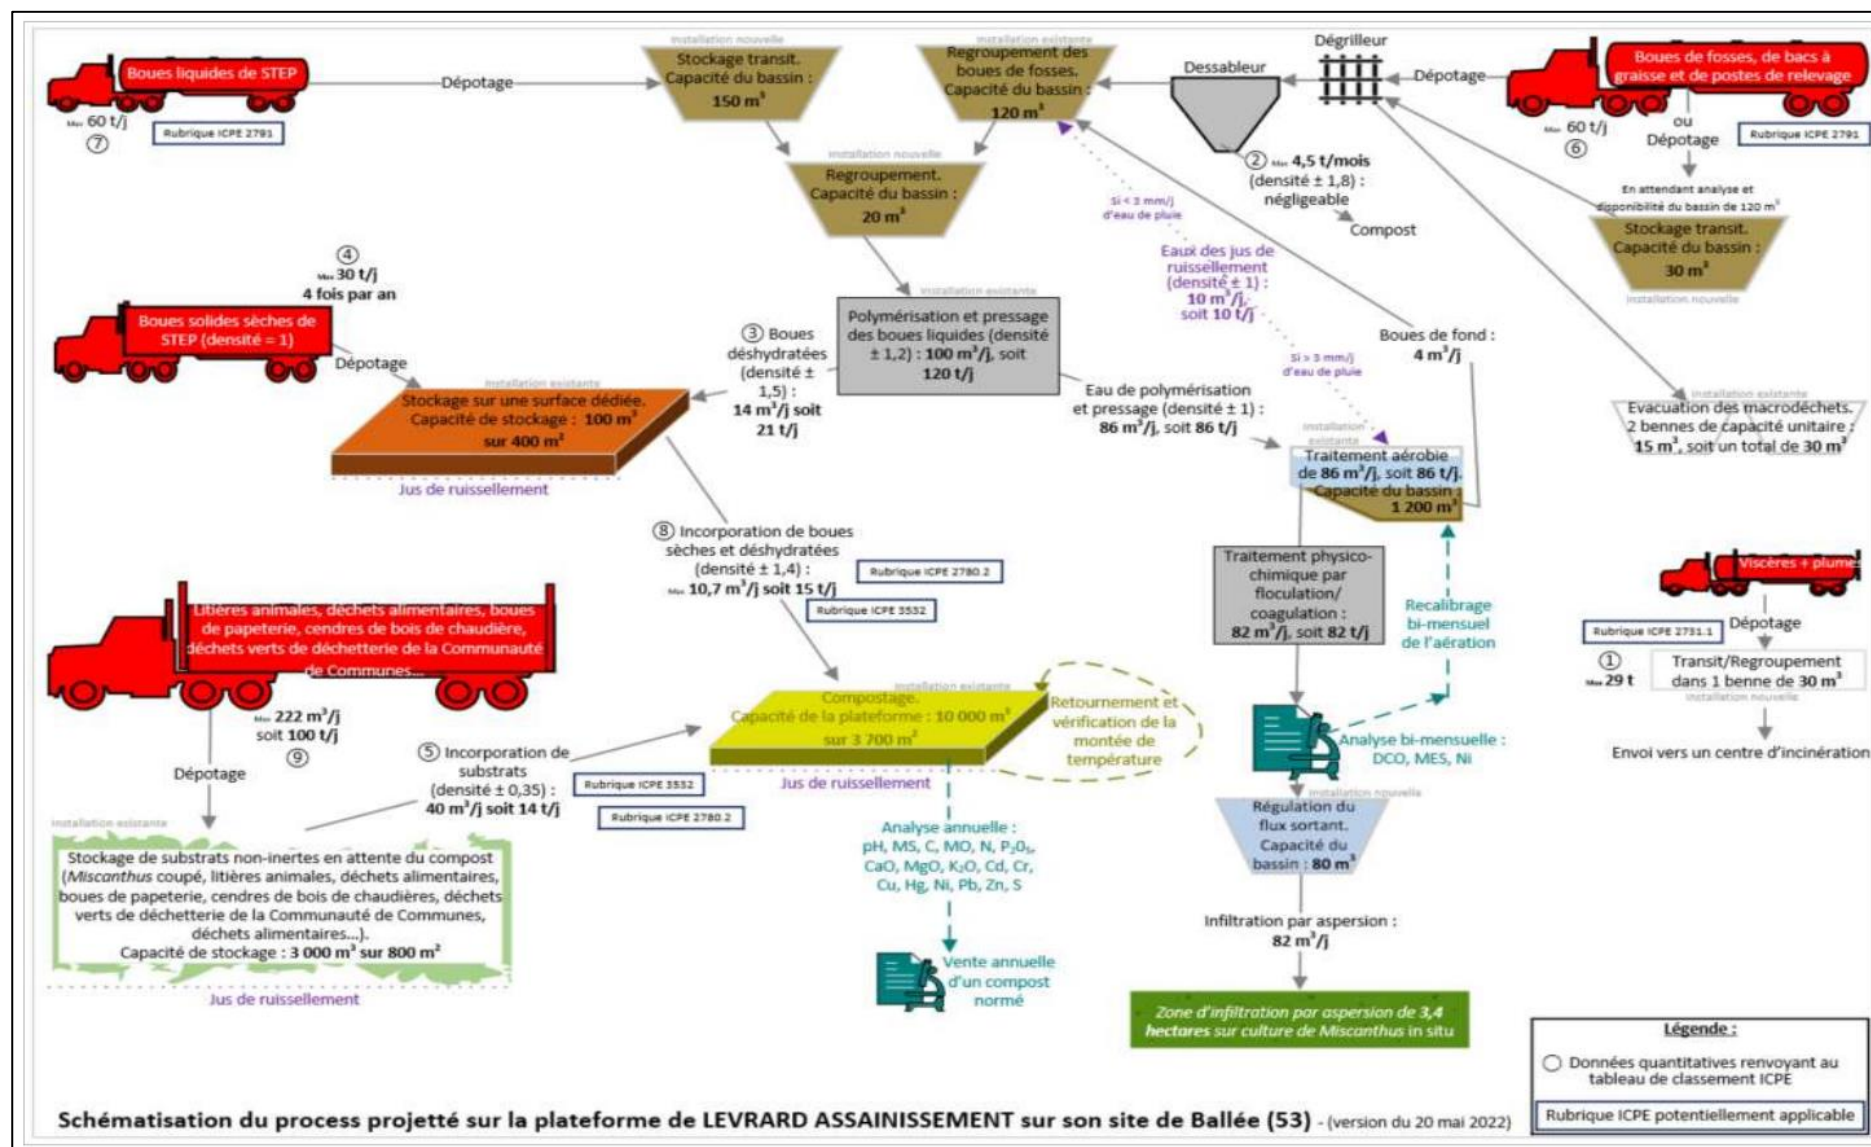 Installation nouvelle
Stockage transit.
Capacité du bassin :
150 m³
Installation existante
Regroupement des
boues de fosses.
Capacité du bassin :
120 m³
Dégrilleur
Dessableur
Dépotage
Boues de fosses, de bacs à
graisse et de postes de relevage
Boues liquides de STEP
Dépotage
Max 60 t/j
⑦
Rubrique ICPE 2791
Max 60 t/j
⑥
ou
Dépotage
Rubrique ICPE 2791
En attendant analyse et
disponibilité du bassin de 120 m³
Stockage transit.
Capacité du bassin :
30 m³
Installation nouvelle
② Max 4,5 t/mois
(densité ± 1,8) :
négligeable
Compost
Installation nouvelle
Regroupement.
Capacité du bassin :
20 m³
Si < 3 mm/j
d'eau de pluie
Eaux des jus de
ruissellement
(densité ± 1) :
10 m³/j,
soit 10 t/j
Si > 3 mm/j
d'eau de pluie
Boues de fond :
4 m³/j
④
Max 30 t/j
4 fois par an
Boues solides sèches de
STEP (densité = 1)
Dépotage
Installation existante
Polymérisation et pressage
des boues liquides (densité
± 1,2) : 100 m³/j, soit
120 t/j
③ Boues
déshydratées
(densité ±
1,5) :
14 m³/j soit
21 t/j
Eau de polymérisation
et pressage (densité ± 1) :
86 m³/j, soit 86 t/j
Installation existante
Stockage sur une surface dédiée.
Capacité de stockage : 100 m³
sur 400 m²
Jus de ruissellement
Installation existante
Evacuation des macrodéchets.
2 bennes de capacité unitaire :
15 m³, soit un total de 30 m³
Installation
existante
Traitement aérobie
de 86 m³/j, soit 86 t/j.
Capacité du bassin :
1 200 m³
⑧ Incorporation de boues
sèches et déshydratées
(densité ± 1,4) :
Max 10,7 m³/j soit 15 t/j
Rubrique ICPE 2780.2
Rubrique ICPE 3532
Traitement physico-
chimique par
floculation/
coagulation :
82 m³/j, soit 82 t/j
Recalibrage
bi-mensuel
de l'aération
Viscères + plumes
Rubrique ICPE 2731.1
Dépotage
①
Max 29 t
Transit/Regroupement
dans 1 benne de 30 m³
Installation nouvelle
Envoi vers un centre d'incinération
Litières animales, déchets alimentaires, boues
de papeterie, cendres de bois de chaudière,
déchets verts de déchetterie de la Communauté
de Communes...
Max 222 m³/j
soit 100 t/j
⑨
Dépotage
⑤ Incorporation de
substrats
(densité ± 0,35) :
40 m³/j soit 14 t/j
Rubrique ICPE 3532
Rubrique ICPE 2780.2
Installation existante
Compostage.
Capacité de la plateforme : 10 000 m³
sur 3 700 m²
Jus de ruissellement
Retournement et
vérification de la
montée de
température
Analyse bi-mensuelle :
DCO, MES, Ni
Installation nouvelle
Régulation du
flux sortant.
Capacité du
bassin : 80 m³
Installation existante
Stockage de substrats non-inertes en attente du compost
(Miscanthus coupé, litières animales, déchets alimentaires,
boues de papeterie, cendres de bois de chaudières, déchets
verts de déchetterie de la Communauté de Communes,
déchets alimentaires...).
Capacité de stockage : 3 000 m³ sur 800 m²
Jus de ruissellement
Analyse annuelle :
pH, MS, C, MO, N, P₂0₅,
CaO, MgO, K₂O, Cd, Cr,
Cu, Hg, Ni, Pb, Zn, S
Vente annuelle
d'un compost
normé
Infiltration par aspersion :
82 m³/j
Zone d'infiltration par aspersion de 3,4
hectares sur culture de Miscanthus in situ
Légende :
○ Données quantitatives renvoyant au
tableau de classement ICPE
Rubrique ICPE potentiellement applicable
Schématisation du process projetté sur la plateforme de LEVRARD ASSAINISSEMENT sur son site de Ballée (53) - (version du 20 mai 2022)